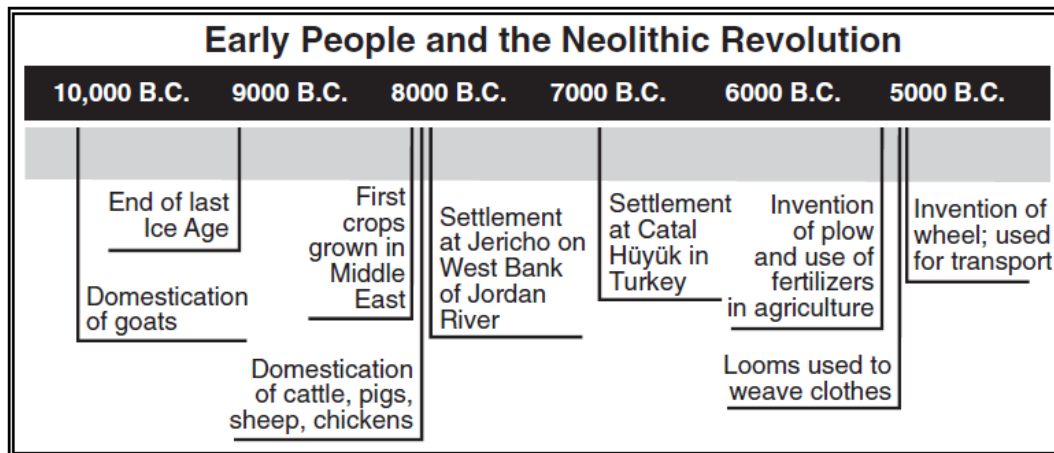 Early People and the Neolithic Revolution
10,000 B.C. 9000 B.C. 8000 B.C. 7000 B.C. 6000 B.C. 5000 B.C.
End of last
Ice Age
Domestication
of goats
First
crops
grown in
Middle
East
Domestication
of cattle, pigs,
sheep, chickens
Settlement
at Jericho on
West Bank
of Jordan
River
Settlement
at Catal
Hüyük in
Turkey
Invention
of plow
and use of
fertilizers
in agriculture
Looms used to
weave clothes
Invention of
wheel; used
for transport